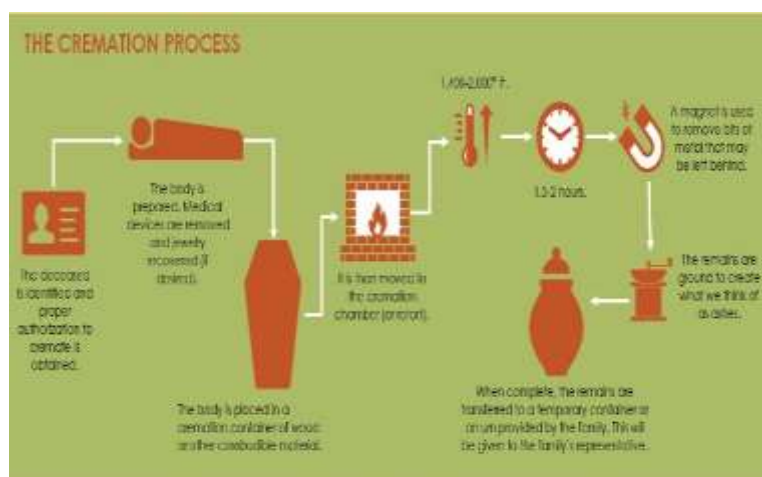 THE CREMATION PROCESS
The deceased
is identified and
proper
authorization to
cremate is
obtained.
The body is
prepared. Medical
devices are removed
and jewelry
recovered (if
desired).
The body is placed in a
cremation container of wood
or other combustible material.
It is then moved to
the cremation
chamber (or retort).
2,000° F.
hours.
A magnet is used
to remove bits of
metal that may
be left behind.
The remains are
ground to create
what we think of
as ashes.
When complete, the remains are
transferred to a temporary container or
an urn provided by the family. This will
be given to the family's representative.